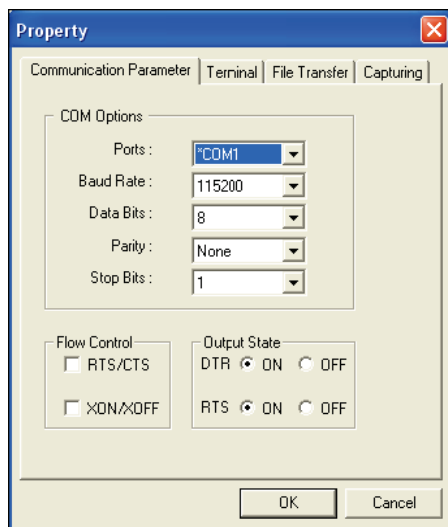 Property
Communication Parameter Terninal File Transfer Capturing
COM Options
Ports : *COM1
Baud Rate : 115200
Data Bits : 8
Parity : None
Stop Bits : 1
Flow Control Output State
RTS/CTS DTR ON OFF
XON/XOFF RTS ON OFF
OK Cancel